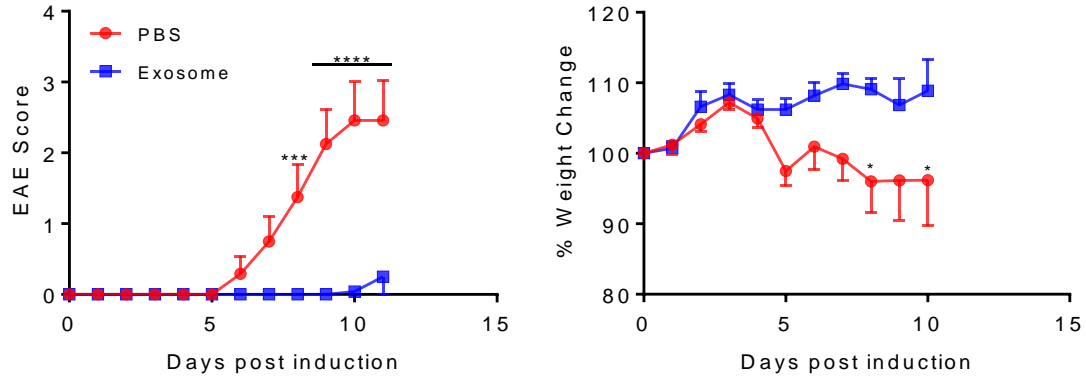 4
3
2
1
0
EAE Score
PBS
Exosome
****
***
0 5 10 15
Days post induction
120
110
100
90
80
% Weight Change
* *
0 5 10 15
Days post induction